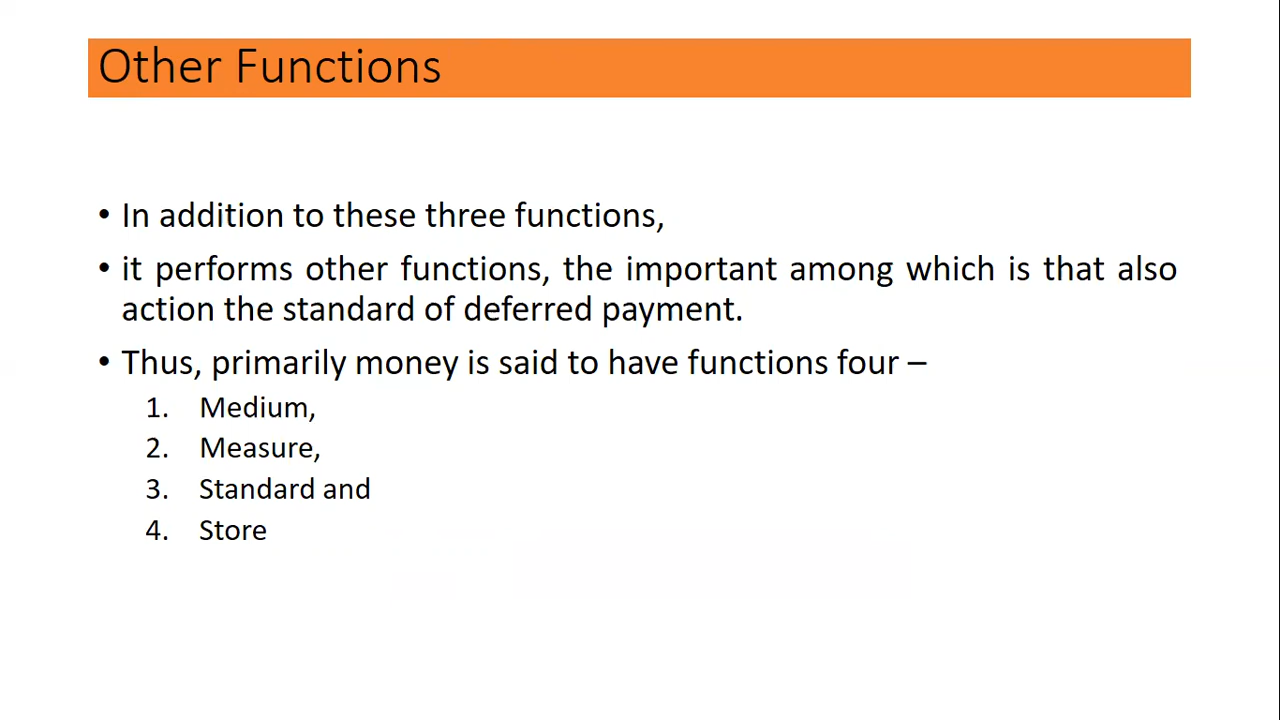 Other Functions
• In addition to these three functions,
• it performs other functions, the important among which is that also
action the standard of deferred payment.
• Thus, primarily money is said to have functions four –
1. Medium,
2. Measure,
3. Standard and
4. Store